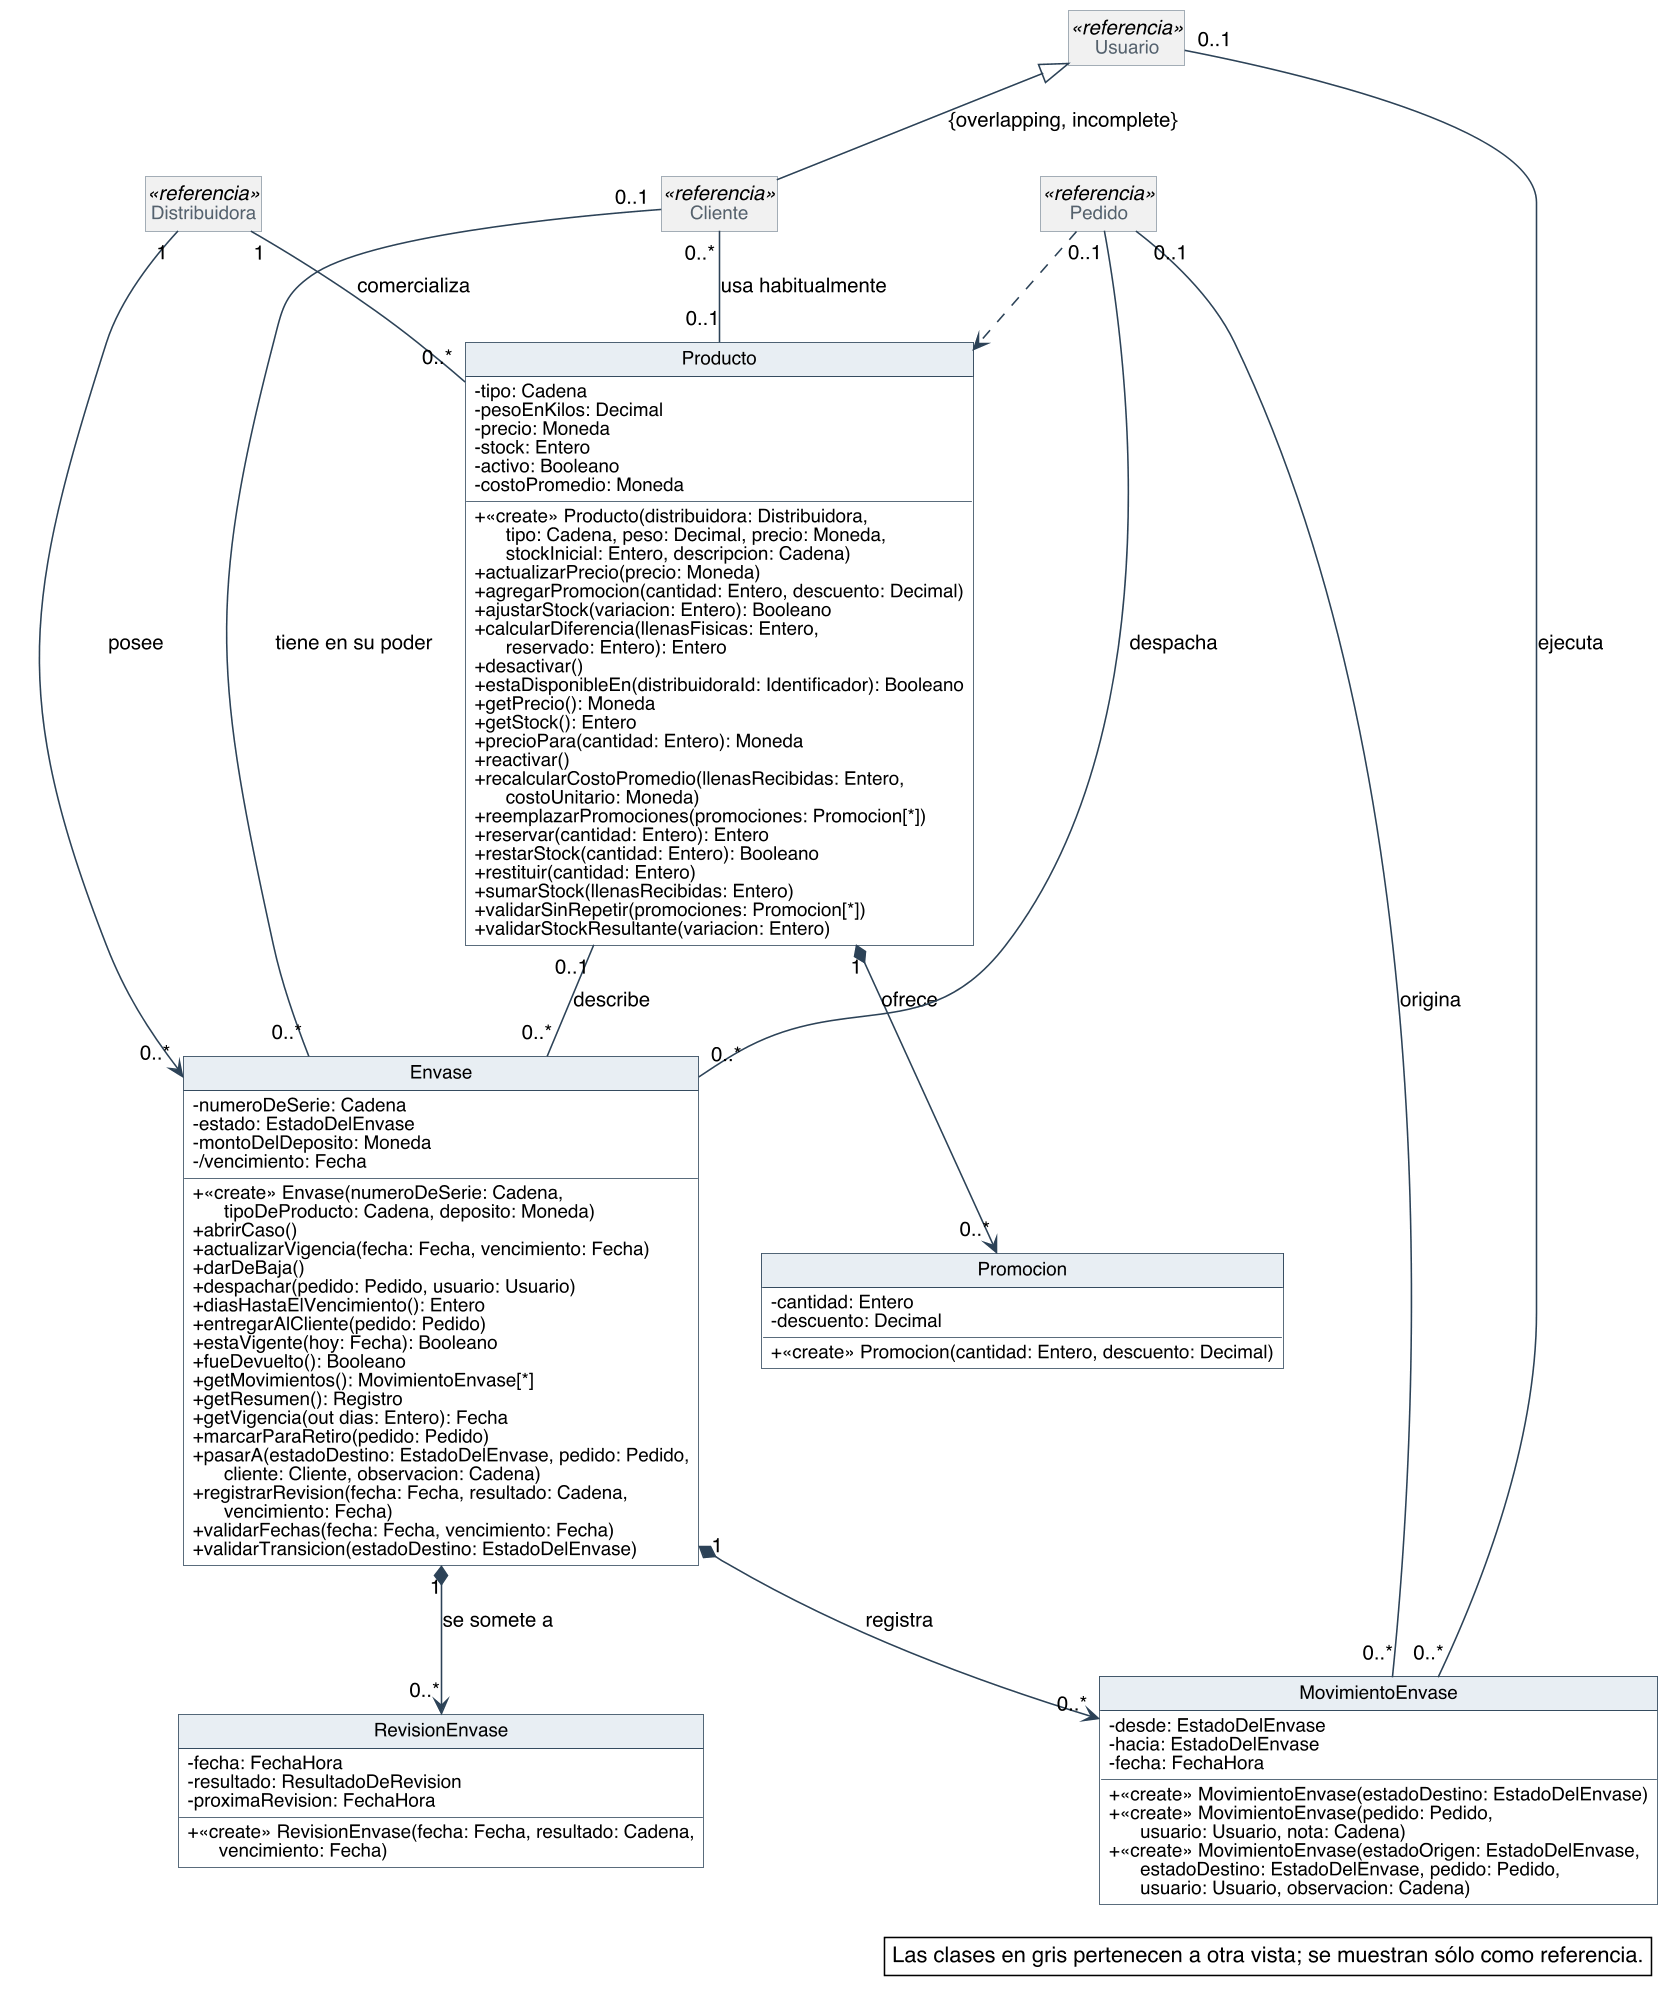 «referencia»
Usuario
0..1
{overlapping, incomplete}
«referencia»
Distribuidora
0..1
«referencia»
Cliente
«referencia»
Pedido
1
1
0..*
0..1
0..1
comercializa
usa habitualmente
0..1
0..*
Producto
-tipo: Cadena
-pesoEnKilos: Decimal
-precio: Moneda
-stock: Entero
-activo: Booleano
-costoPromedio: Moneda
+«create» Producto(distribuidora: Distribuidora,
tipo: Cadena, peso: Decimal, precio: Moneda,
stockInicial: Entero, descripcion: Cadena)
+actualizarPrecio(precio: Moneda)
+agregarPromocion(cantidad: Entero, descuento: Decimal)
+ajustarStock(variacion: Entero): Booleano
+calcularDiferencia(llenasFisicas: Entero,
reservado: Entero): Entero
+desactivar()
+estaDisponibleEn(distribuidoraId: Identificador): Booleano
+getPrecio(): Moneda
+getStock(): Entero
+precioPara(cantidad: Entero): Moneda
+reactivar()
+recalcularCostoPromedio(llenasRecibidas: Entero,
costoUnitario: Moneda)
+reemplazarPromociones(promociones: Promocion[*])
+reservar(cantidad: Entero): Entero
+restarStock(cantidad: Entero): Booleano
+restituir(cantidad: Entero)
+sumarStock(llenasRecibidas: Entero)
+validarSinRepetir(promociones: Promocion[*])
+validarStockResultante(variacion: Entero)
posee
tiene en su poder
despacha
ejecuta
0..1
1
describe
ofrece
origina
0..*
0..*
0..*
0..*
Envase
-numeroDeSerie: Cadena
-estado: EstadoDelEnvase
-montoDelDeposito: Moneda
-/vencimiento: Fecha
+«create» Envase(numeroDeSerie: Cadena,
tipoDeProducto: Cadena, deposito: Moneda)
+abrirCaso()
+actualizarVigencia(fecha: Fecha, vencimiento: Fecha)
+darDeBaja()
+despachar(pedido: Pedido, usuario: Usuario)
+diasHastaElVencimiento(): Entero
+entregarAlCliente(pedido: Pedido)
+estaVigente(hoy: Fecha): Booleano
+fueDevuelto(): Booleano
+getMovimientos(): MovimientoEnvase[*]
+getResumen(): Registro
+getVigencia(out dias: Entero): Fecha
+marcarParaRetiro(pedido: Pedido)
+pasarA(estadoDestino: EstadoDelEnvase, pedido: Pedido,
cliente: Cliente, observacion: Cadena)
+registrarRevision(fecha: Fecha, resultado: Cadena,
vencimiento: Fecha)
+validarFechas(fecha: Fecha, vencimiento: Fecha)
+validarTransicion(estadoDestino: EstadoDelEnvase)
0..*
Promocion
-cantidad: Entero
-descuento: Decimal
+«create» Promocion(cantidad: Entero, descuento: Decimal)
1
1
se somete a
registra
0..*
0..*
0..*
0..*
RevisionEnvase
-fecha: FechaHora
-resultado: ResultadoDeRevision
-proximaRevision: FechaHora
+«create» RevisionEnvase(fecha: Fecha, resultado: Cadena,
vencimiento: Fecha)
MovimientoEnvase
-desde: EstadoDelEnvase
-hacia: EstadoDelEnvase
-fecha: FechaHora
+«create» MovimientoEnvase(estadoDestino: EstadoDelEnvase)
+«create» MovimientoEnvase(pedido: Pedido,
usuario: Usuario, nota: Cadena)
+«create» MovimientoEnvase(estadoOrigen: EstadoDelEnvase,
estadoDestino: EstadoDelEnvase, pedido: Pedido,
usuario: Usuario, observacion: Cadena)
Las clases en gris pertenecen a otra vista; se muestran sólo como referencia.